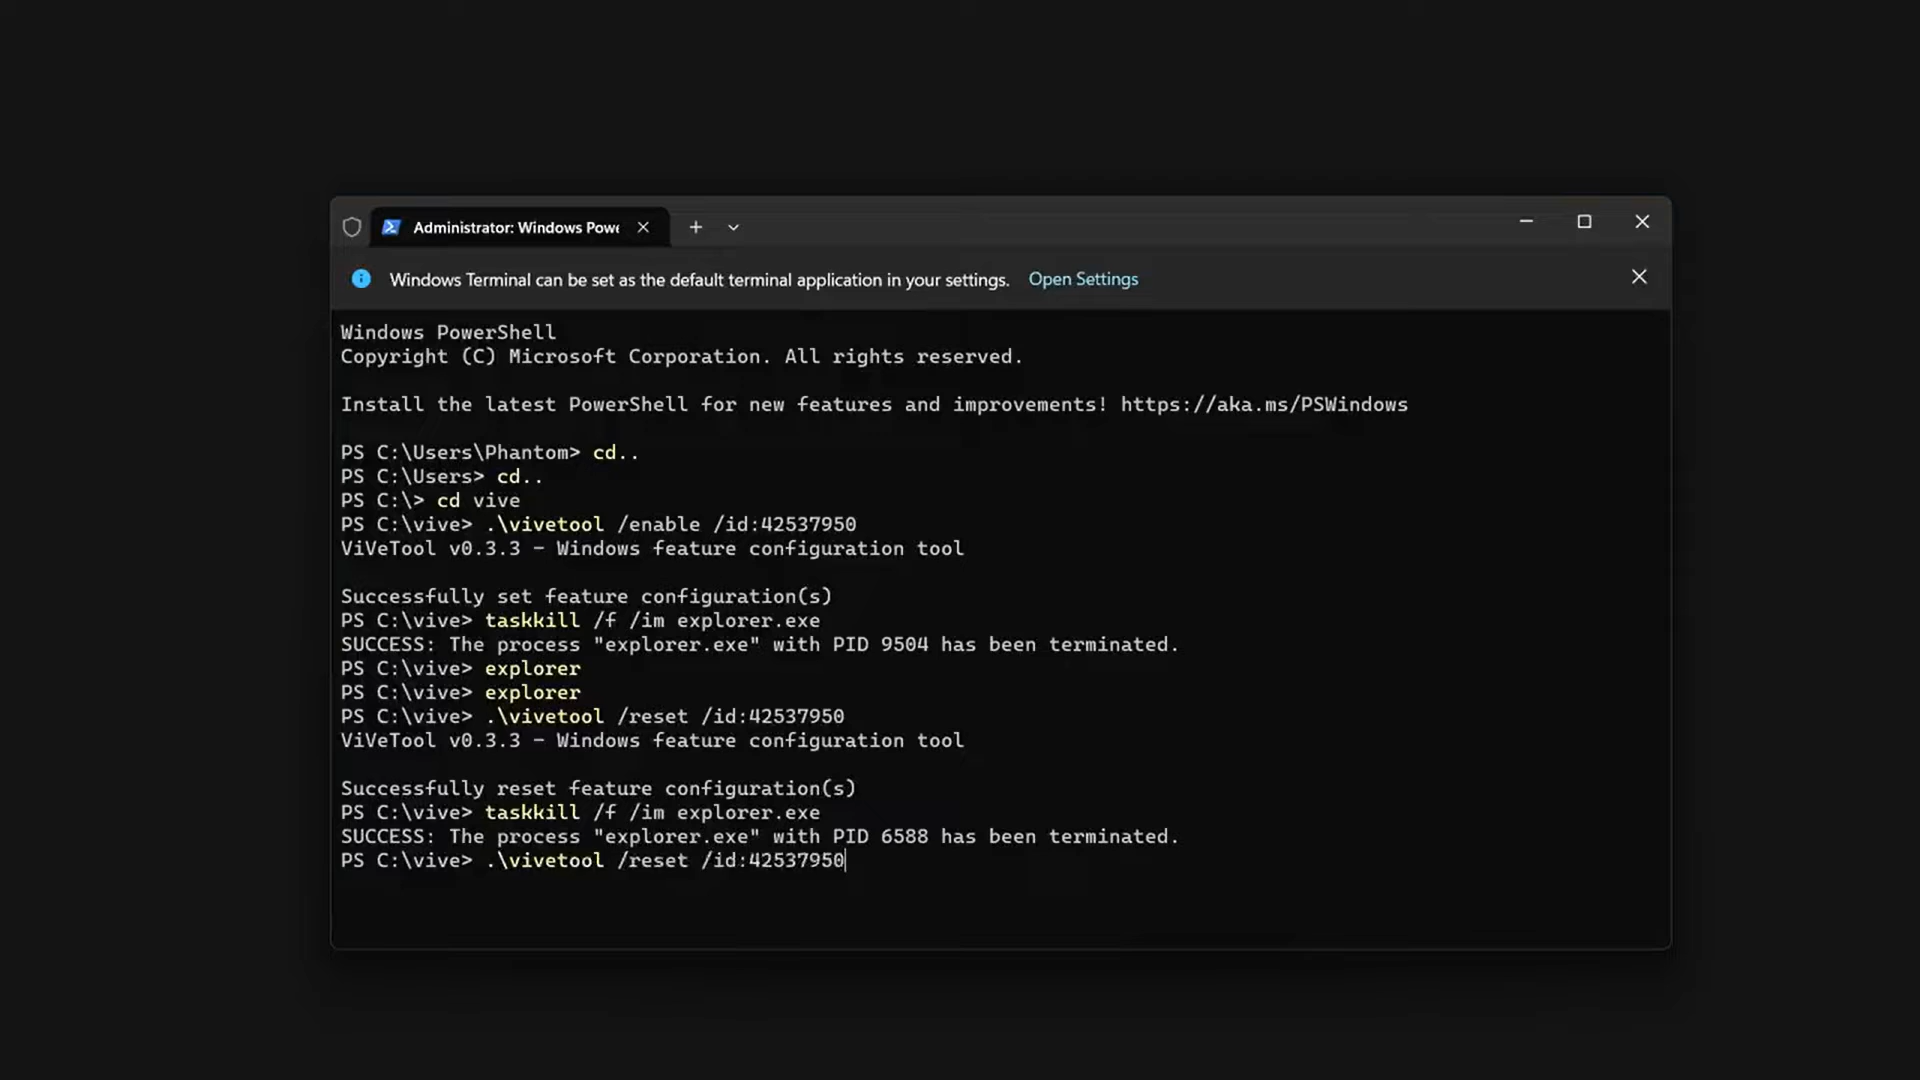 Administrator: Windows Powe
Windows Terminal can be set as the default terminal application in your settings. Open Settings
Windows PowerShell
Copyright (C) Microsoft Corporation. All rights reserved.
Install the latest PowerShell for new features and improvements! https://aka.ms/PSWindows
PS C:\Users\Phantom> cd..
PS C:\Users> cd..
PS C:\> cd vive
PS C:\vive> .\vivetool /enable /id:42537950
ViVeTool v0.3.3 - Windows feature configuration tool
Successfully set feature configuration(s)
PS C:\vive> taskkill /f /im explorer.exe
SUCCESS: The process "explorer.exe" with PID 9504 has been terminated.
PS C:\vive> explorer
PS C:\vive> explorer
PS C:\vive> .\vivetool /reset /id:42537950
ViVeTool v0.3.3 - Windows feature configuration tool
Successfully reset feature configuration(s)
PS C:\vive> taskkill /f /im explorer.exe
SUCCESS: The process "explorer.exe" with PID 6588 has been terminated.
PS C:\vive> .\vivetool /reset /id:42537950